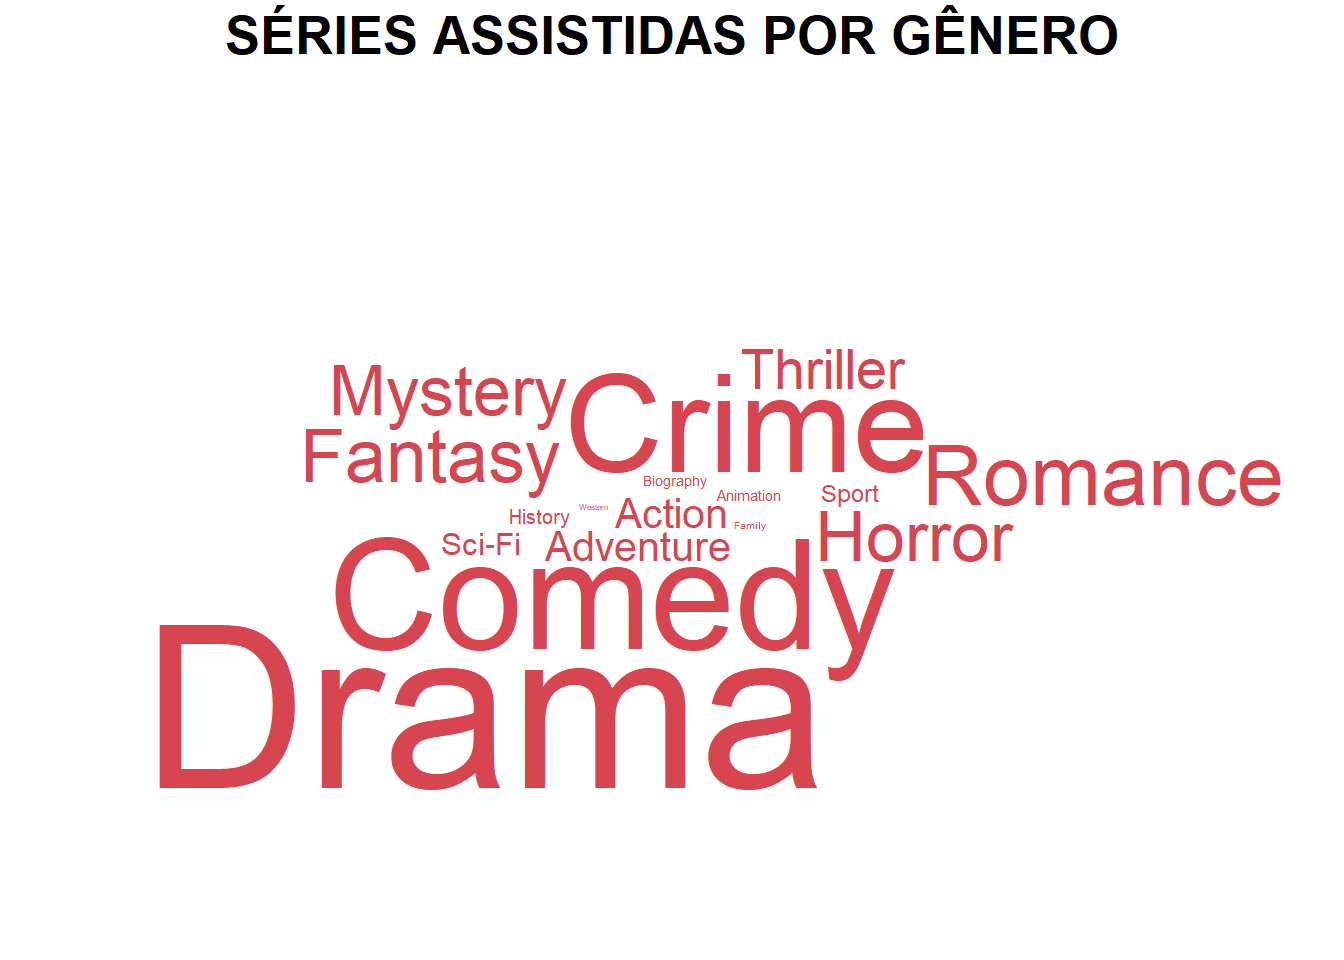 SÉRIES ASSISTIDAS POR GÊNERO
Thriller
Mystery
Crime
Fantasy
Romance
Biography
Animation
Sport
Western
History
Action
Family
Horror
Sci-Fi
Adventure
Comedy
Drama